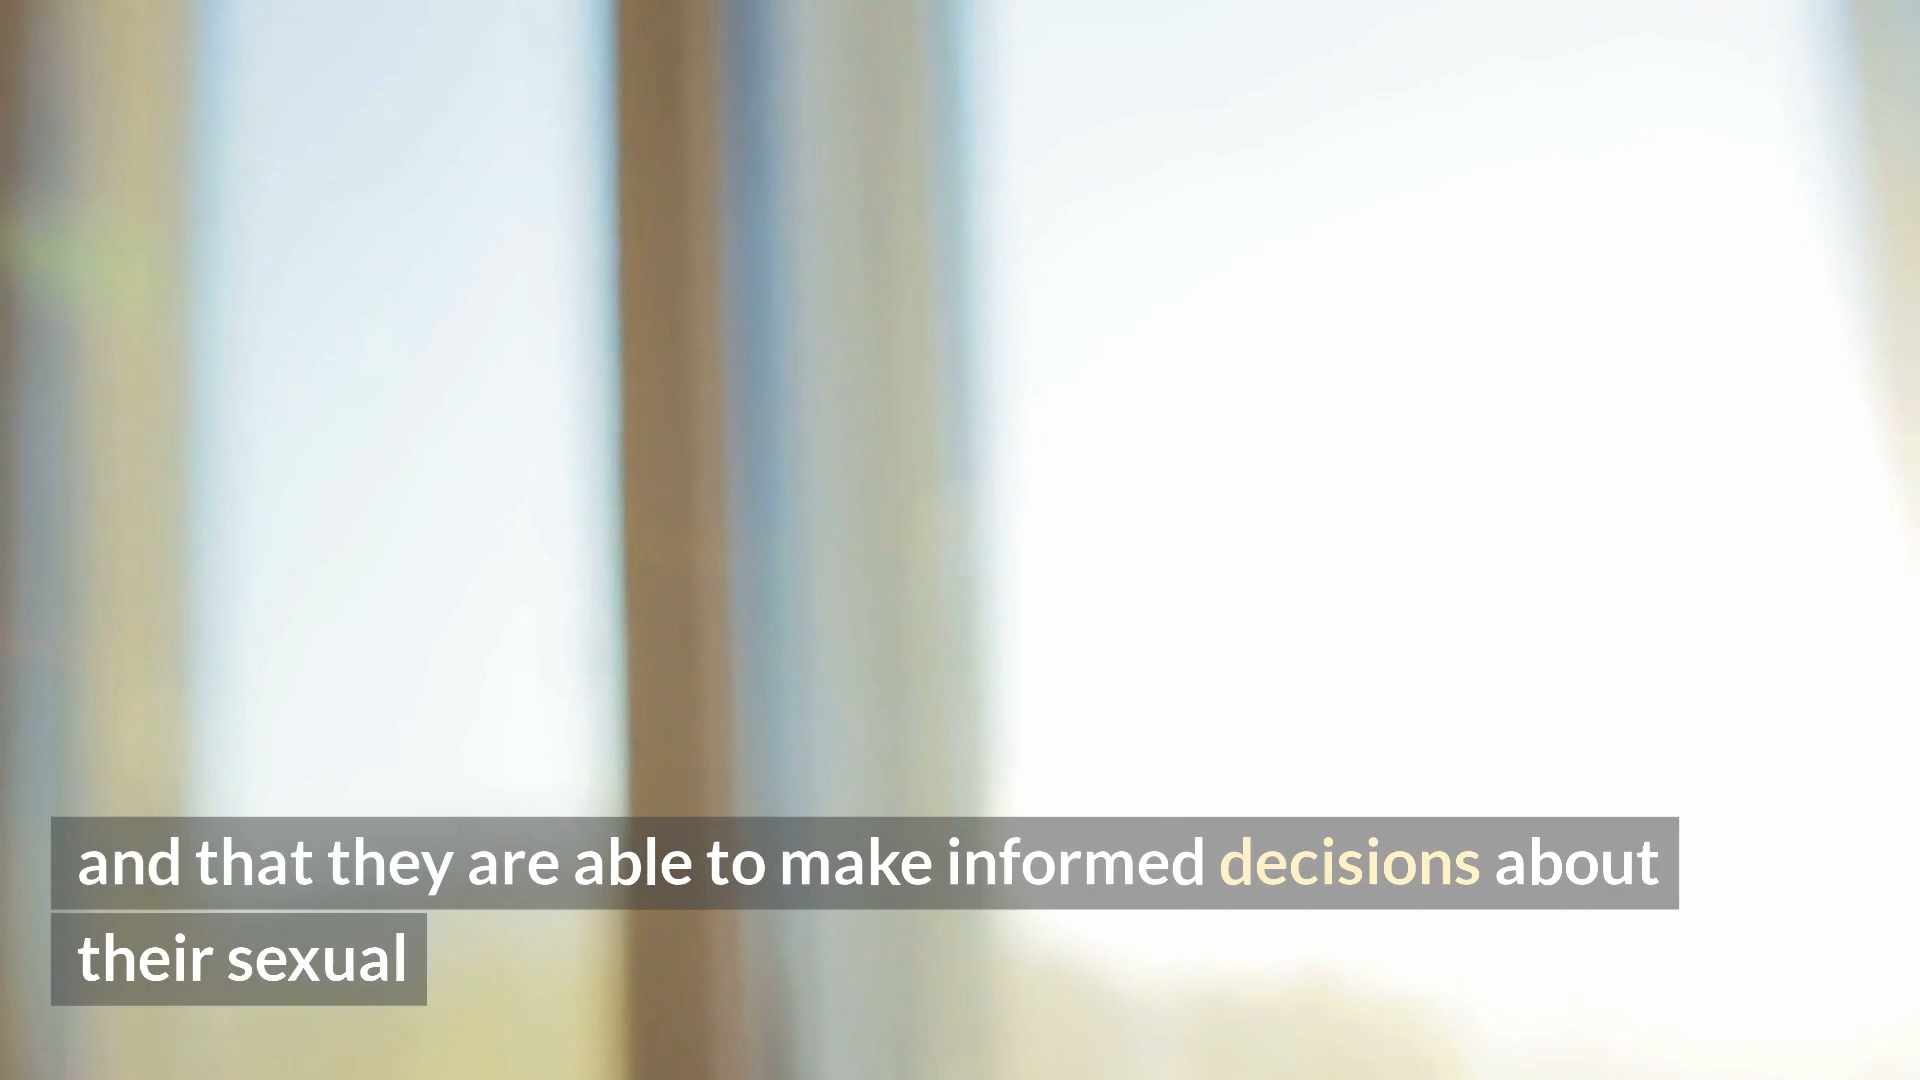 and that they are able to make informed decisions about
their sexual